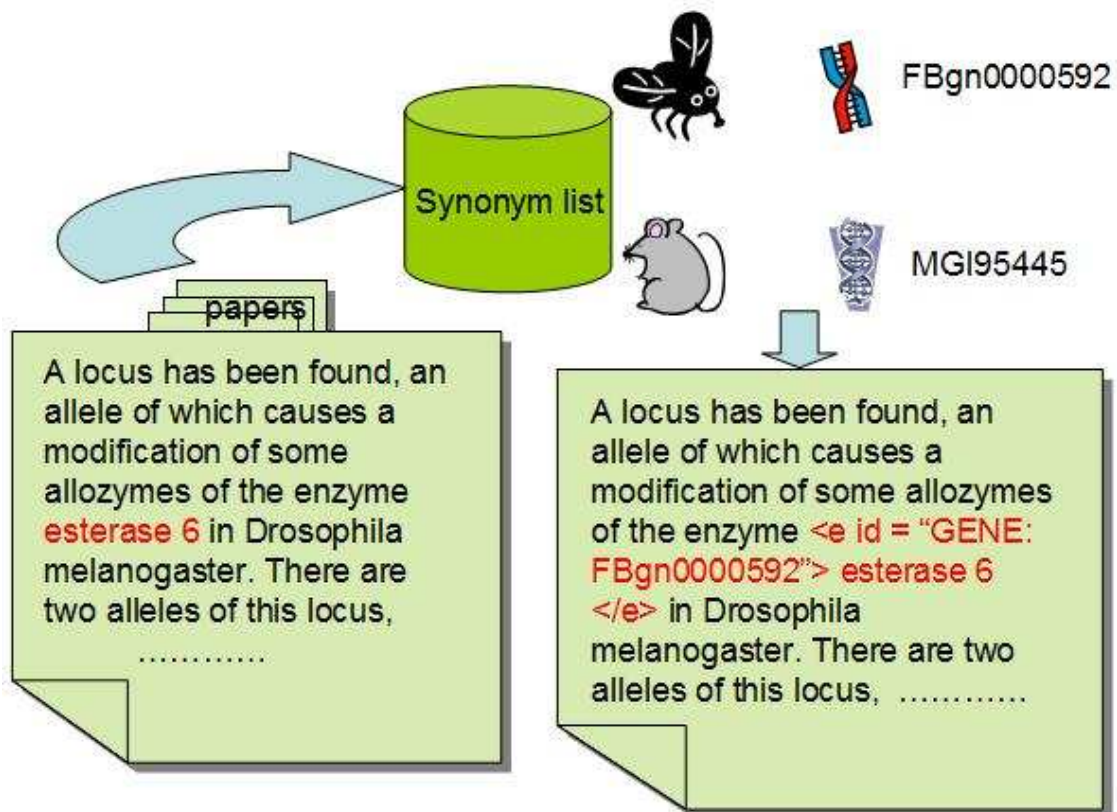 FBgn0000592
Synonym list
MGI95445
papers
A locus has been found, an
allele of which causes a
modification of some
allozymes of the enzyme
esterase 6 in Drosophila
melanogaster. There are
two alleles of this locus,
…………
A locus has been found, an
allele of which causes a
modification of some allozymes
of the enzyme <e id = “GENE:
FBgn0000592”> esterase 6
</e> in Drosophila
melanogaster. There are two
alleles of this locus, …………